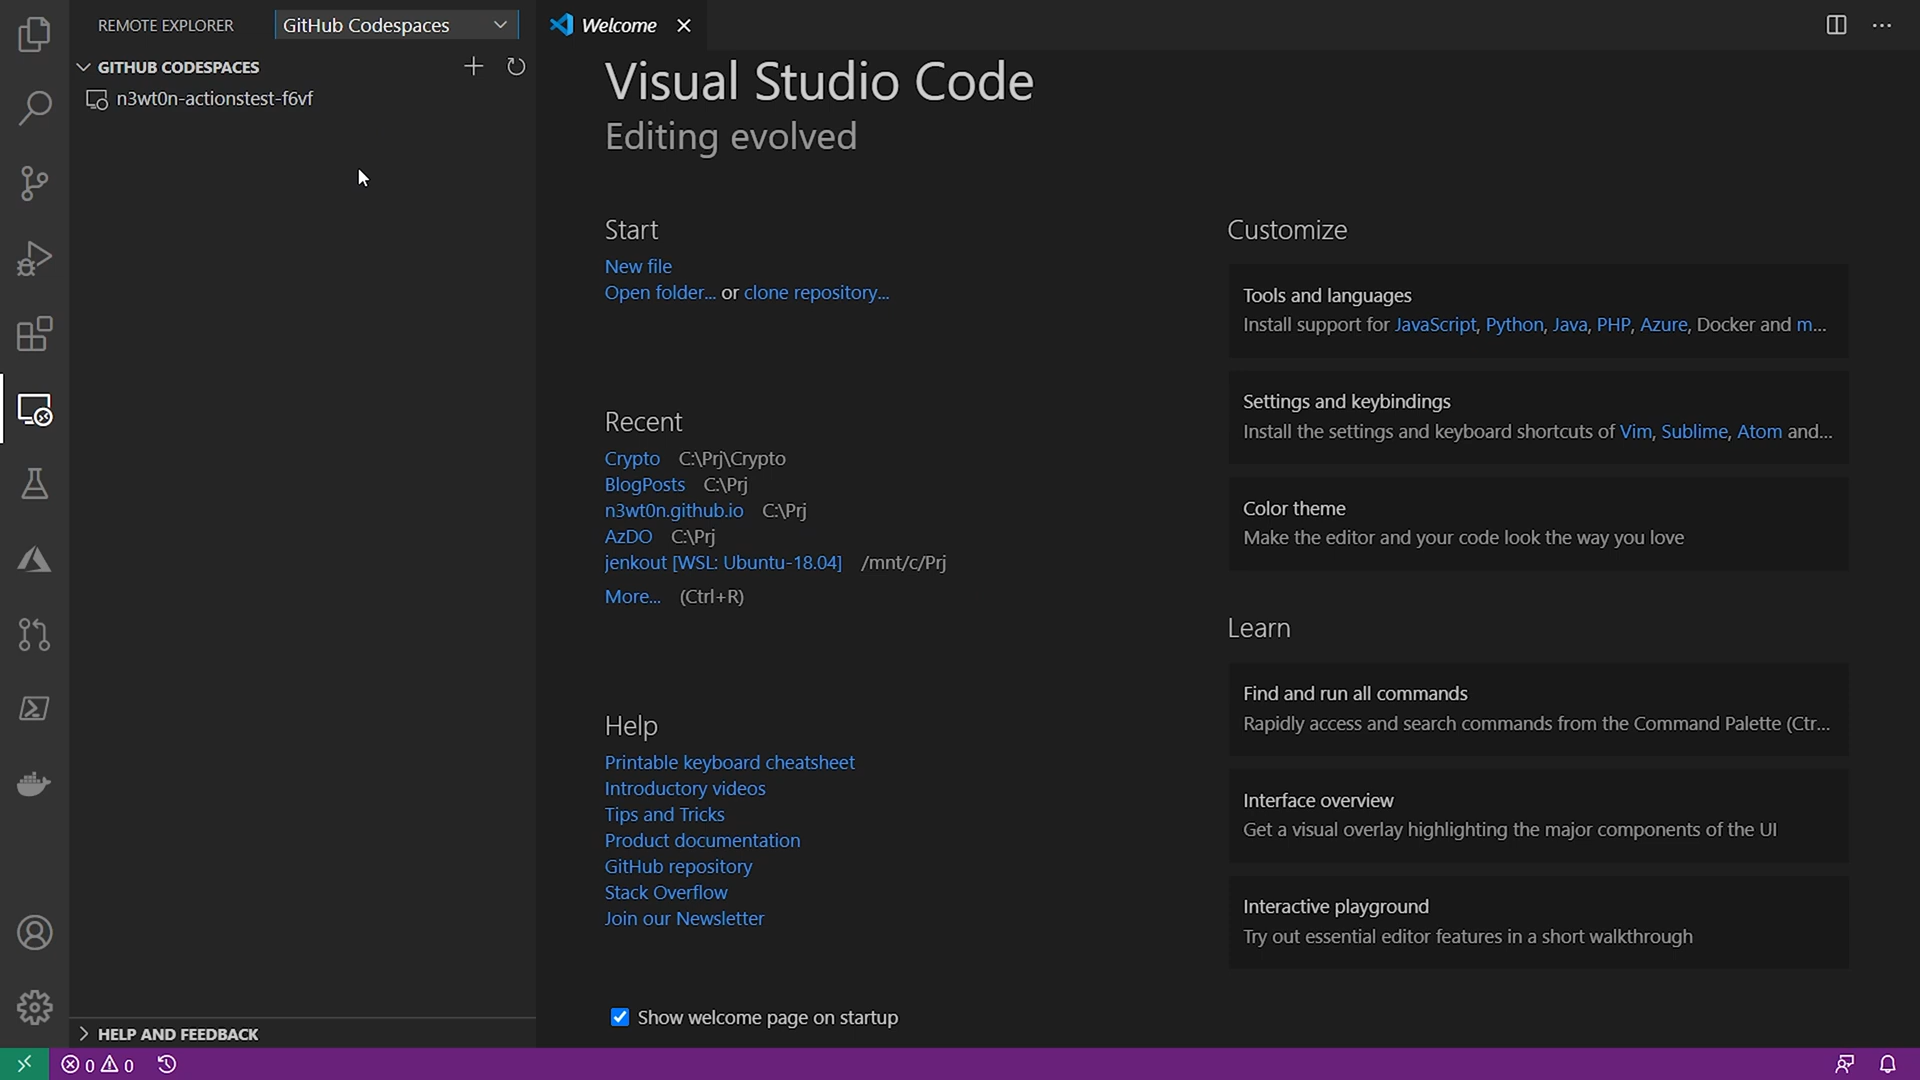 REMOTE EXPLORER
GitHub Codespaces
GITHUB CODESPACES
n3wt0n-actionstest-f6vf
HELP AND FEEDBACK
Welcome
Visual Studio Code
Editing evolved
Start
New file
Open folder... or clone repository...
Recent
Crypto C:\Prj\Crypto
BlogPosts C:\Prj
n3wt0n.github.io C:\Prj
AzDO C:\Prj
jenkout [WSL: Ubuntu-18.04] /mnt/c/Prj
More... (Ctrl+R)
Help
Printable keyboard cheatsheet
Introductory videos
Tips and Tricks
Product documentation
GitHub repository
Stack Overflow
Join our Newsletter
Show welcome page on startup
Customize
Tools and languages
Install support for JavaScript, Python, Java, PHP, Azure, Docker and m...
Settings and keybindings
Install the settings and keyboard shortcuts of Vim, Sublime, Atom and...
Color theme
Make the editor and your code look the way you love
Learn
Find and run all commands
Rapidly access and search commands from the Command Palette (Ctr...
Interface overview
Get a visual overlay highlighting the major components of the UI
Interactive playground
Try out essential editor features in a short walkthrough
0 0